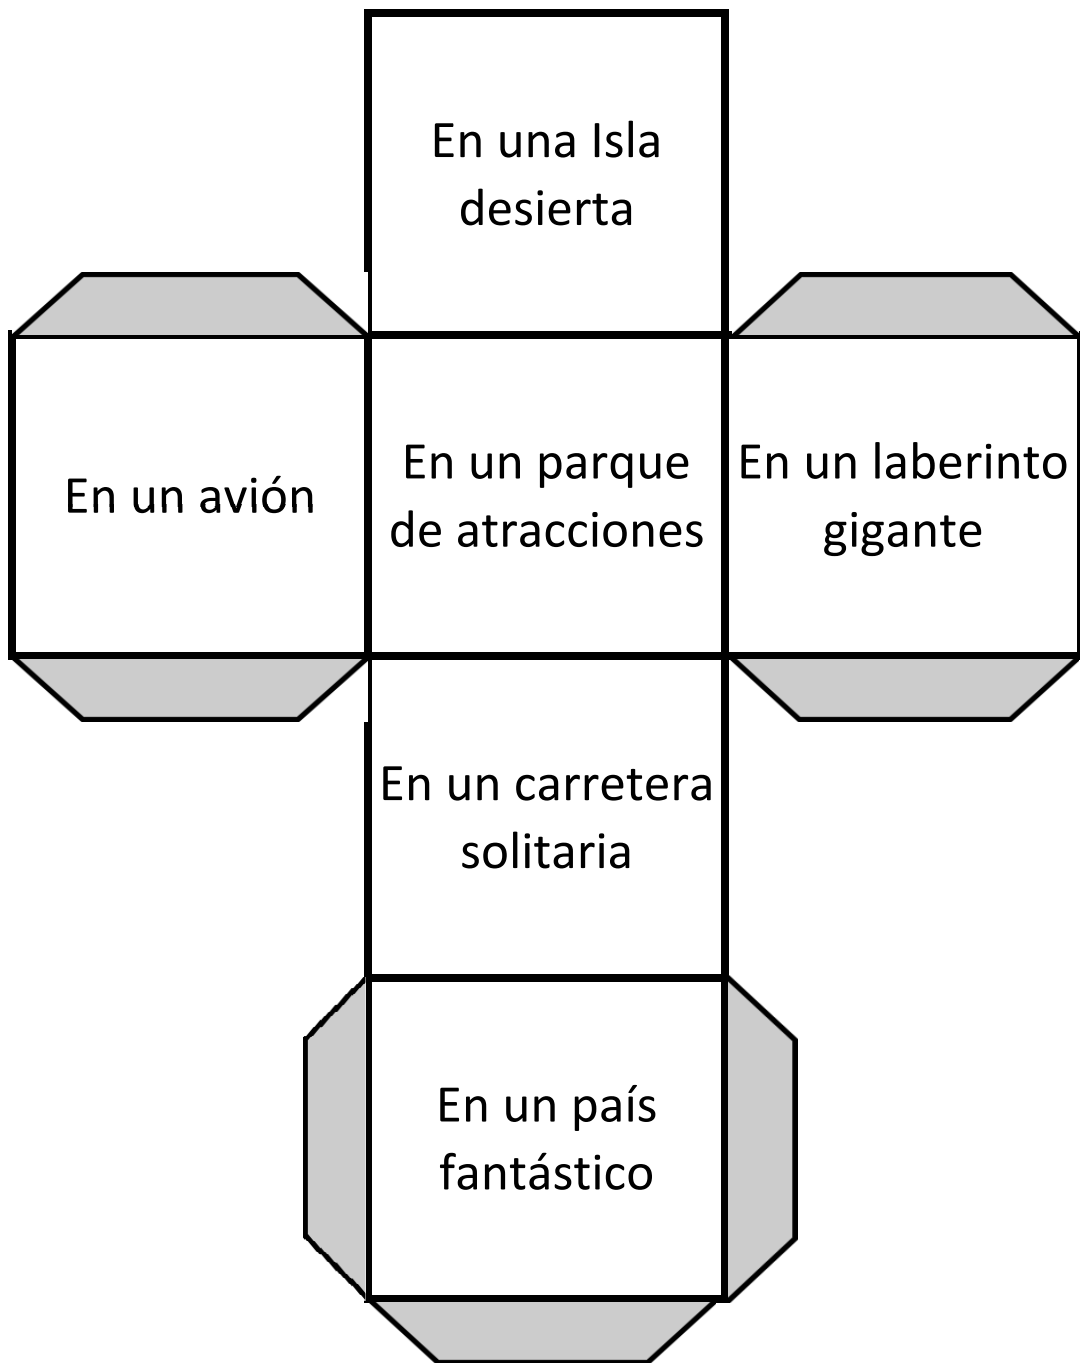 En una Isla
desierta
En un avión
En un parque
de atracciones
En un laberinto
gigante
En un carretera
solitaria
En un país
fantástico